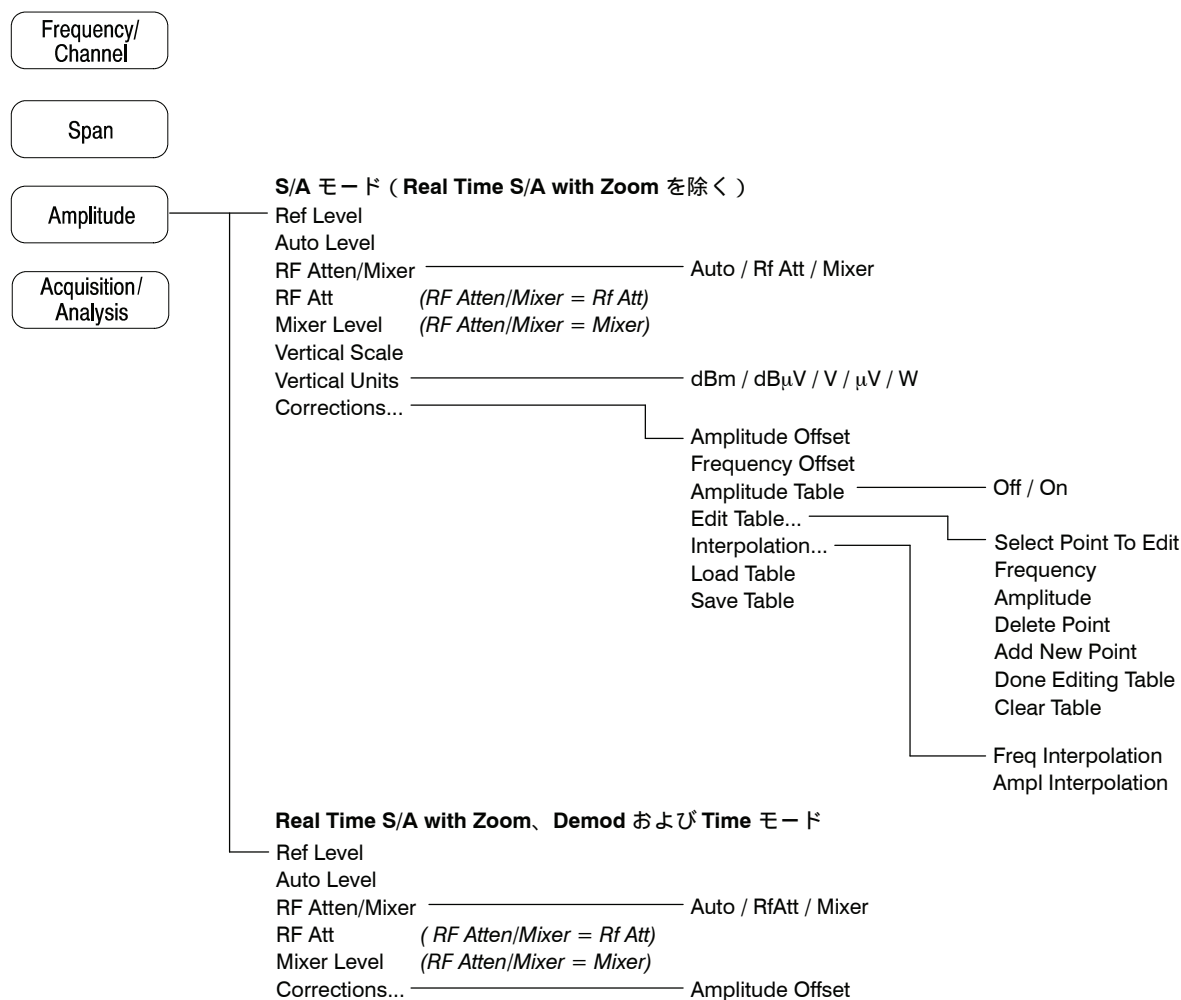 Frequency/
Channel
Span
Amplitude
Acquisition/
Analysis
S/A モード ( Real Time S/A with Zoom を除く )
Ref Level
Auto Level
RF Atten/Mixer Auto / Rf Att / Mixer
RF Att (RF Atten/Mixer = Rf Att)
Mixer Level (RF Atten/Mixer = Mixer)
Vertical Scale
Vertical Units dBm / dBμV / V / μV / W
Corrections...
Amplitude Offset
Frequency Offset
Amplitude Table Off / On
Edit Table...
Interpolation...
Load Table
Save Table
Select Point To Edit
Frequency
Amplitude
Delete Point
Add New Point
Done Editing Table
Clear Table
Freq Interpolation
Ampl Interpolation
Real Time S/A with Zoom、Demod および Time モード
Ref Level
Auto Level
RF Atten/Mixer Auto / RfAtt / Mixer
RF Att ( RF Atten/Mixer = Rf Att)
Mixer Level (RF Atten/Mixer = Mixer)
Corrections... Amplitude Offset